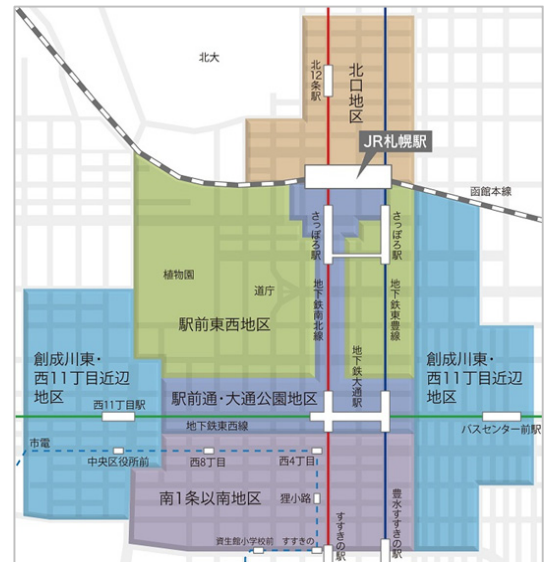 北大
北12条駅
北口地区
JR札幌駅
函館本線
さっぽろ駅
さっぽろ駅
植物園
道庁
地下鉄南北線
地下鉄東豊線
駅前東西地区
地下鉄大通駅
創成川東・
西11丁目近辺
地区
創成川東・
西11丁目近辺
地区
駅前通・大通公園地区
西11丁目駅
地下鉄東西線
バスセンター前駅
市電
中央区役所前
西8丁目
西4丁目
南1条以南地区
狸小路
すすきの駅
豊水すすきの駅
資生館小学校前
すすきの